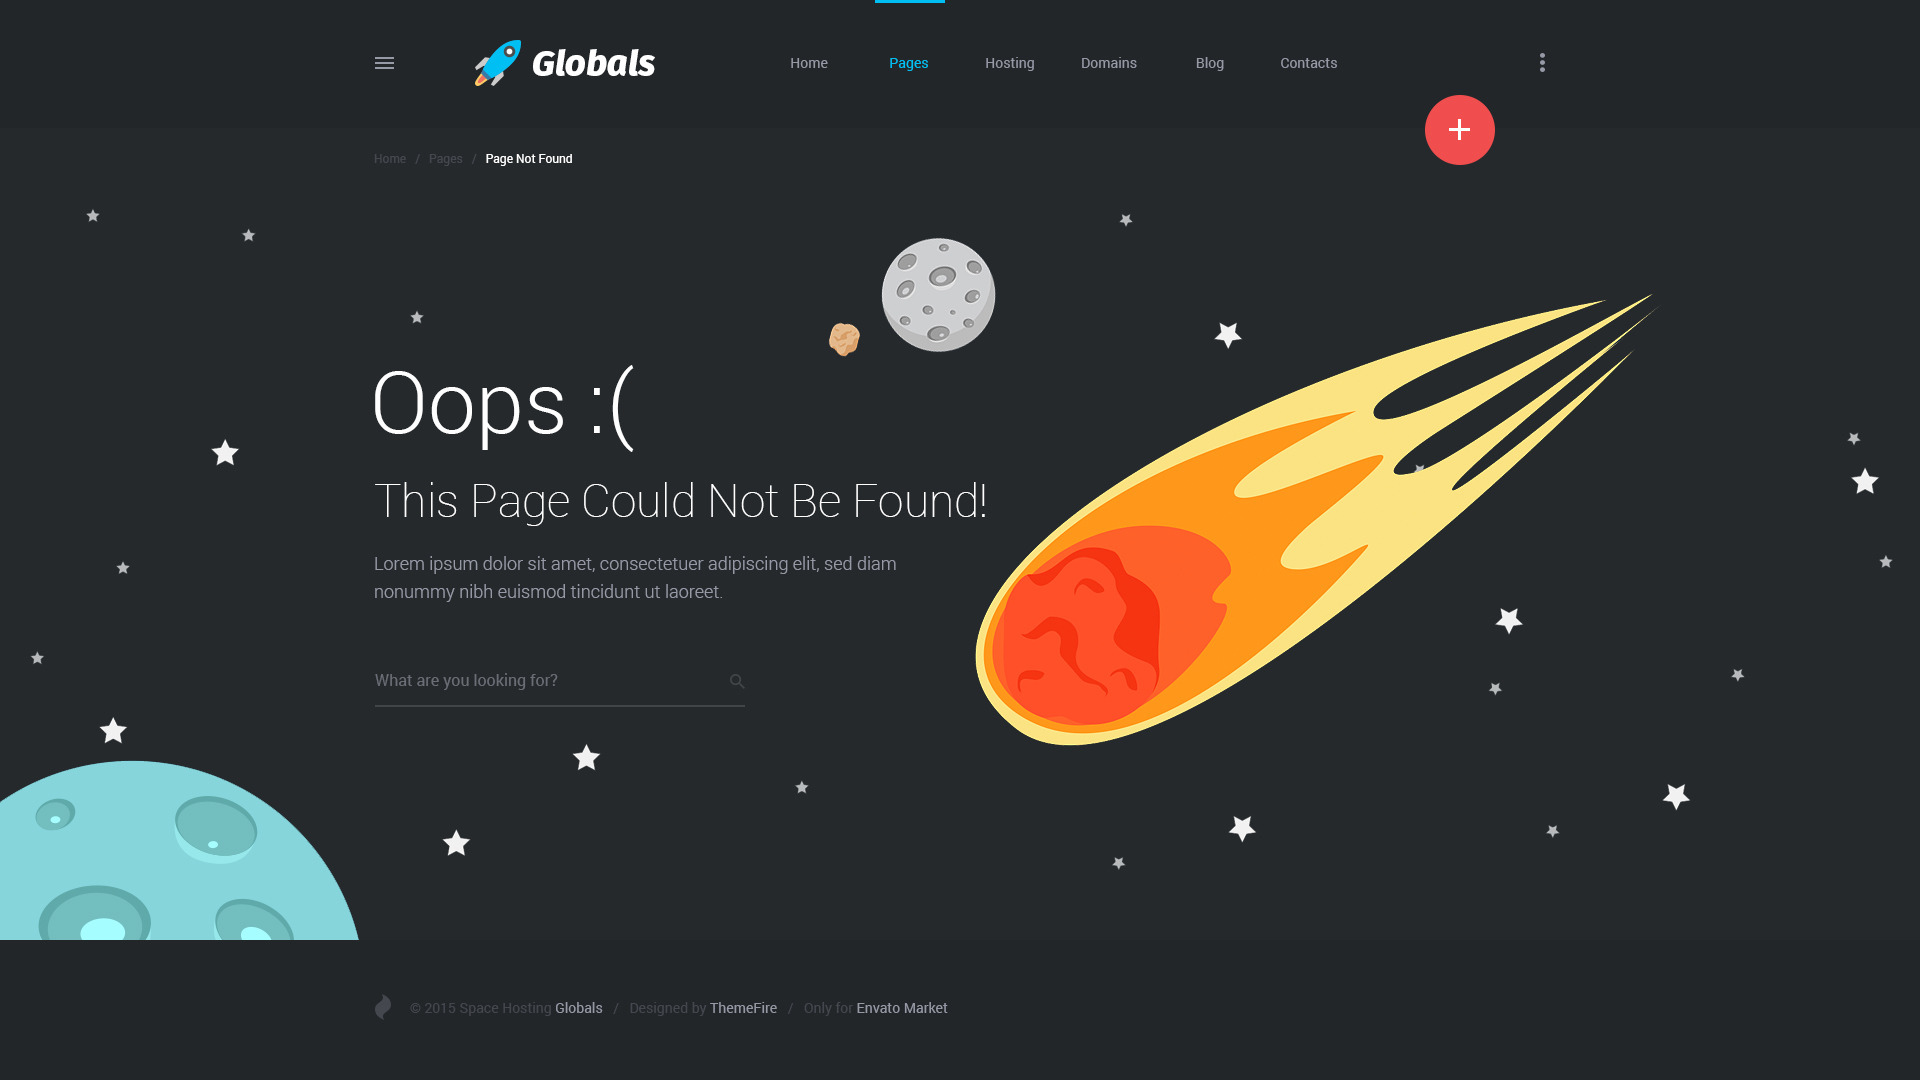 Globals
Home Pages Hosting Domains Blog Contacts
Home / Pages / Page Not Found
Oops :(
This Page Could Not Be Found!
Lorem ipsum dolor sit amet, consectetuer adipiscing elit, sed diam
nonummy nibh euismod tincidunt ut laoreet.
What are you looking for?
© 2015 Space Hosting Globals / Designed by ThemeFire / Only for Envato Market